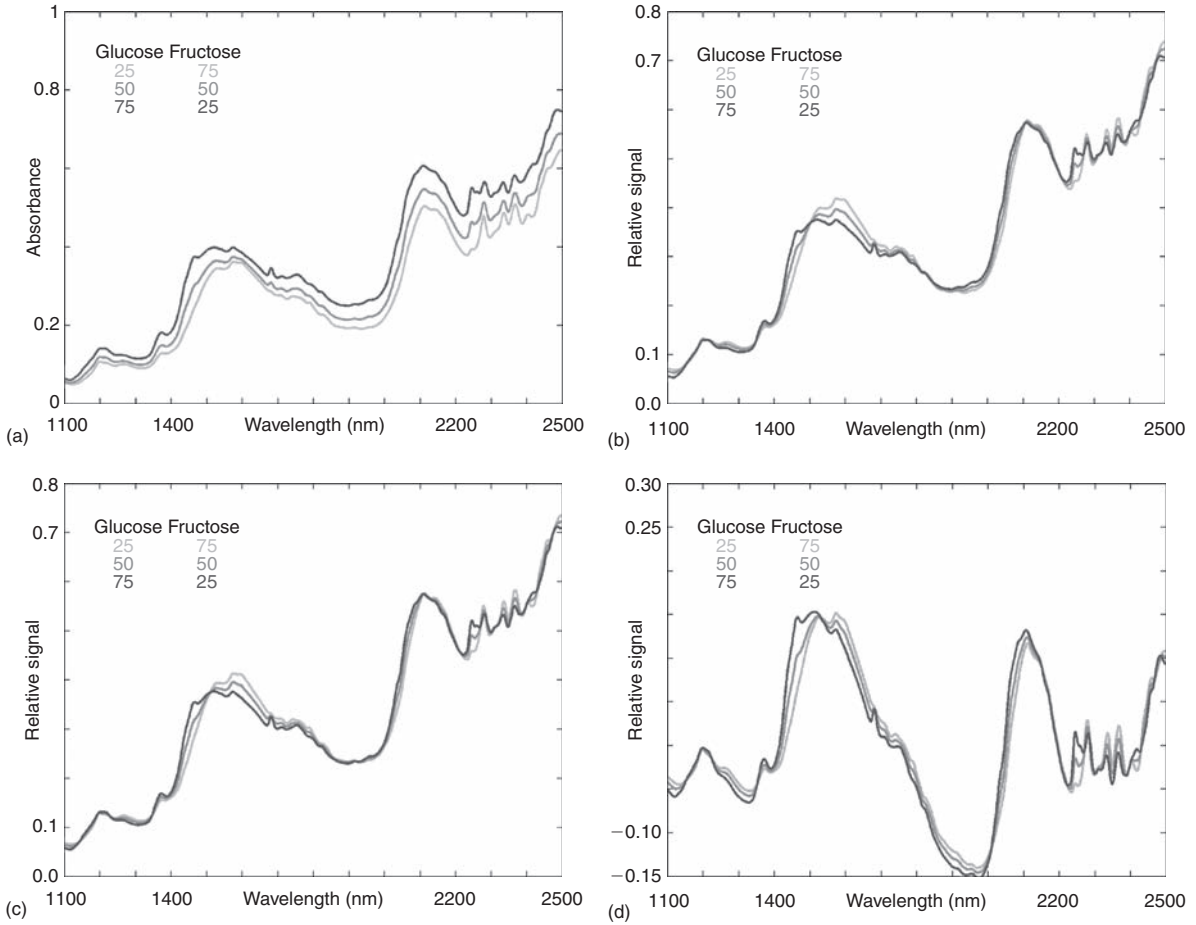 1
0.8
0.2
0
Absorbance
Glucose Fructose
25 75
50 50
75 25
1100 1400 Wavelength (nm) 2200 2500
(a)
0.8
0.7
0.1
0.0
Relative signal
Glucose Fructose
25 75
50 50
75 25
1100 1400 Wavelength (nm) 2200 2500
(b)
0.8
0.7
0.1
0.0
Relative signal
Glucose Fructose
25 75
50 50
75 25
1100 1400 Wavelength (nm) 2200 2500
(c)
0.30
0.25
−0.10
−0.15
Relative signal
Glucose Fructose
25 75
50 50
75 25
1100 1400 Wavelength (nm) 2200 2500
(d)